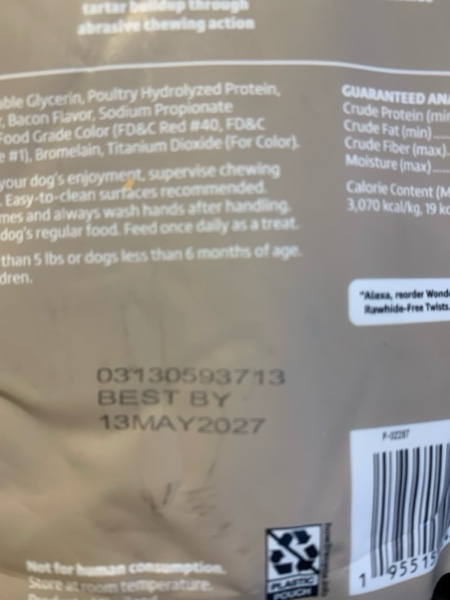 tartar buildup through
abrasive chewing action
ble Glycerin, Poultry Hydrolyzed Protein,
, Bacon Flavor, Sodium Propionate
Food Grade Color (FD&C Red #40, FD&C
e #1), Bromelain, Titanium Dioxide (For Color).
your dog's enjoyment, supervise chewing
. Easy-to-clean surfaces recommended.
mes and always wash hands after handling.
dog's regular food. Feed once daily as a treat.
than 5 lbs or dogs less than 6 months of age.
dren.
GUARANTEED ANA
Crude Protein (min
Crude Fat (min)
Crude Fiber (max)
Moisture (max)
Calorie Content (M
3,070 kcal/kg, 19 kc
"Alexa, reorder Wond
Rawhide-Free Twists
03130593713
BEST BY
13MAY2027
P-02287
1 95515
PLASTIC
POUCH
Not for human consumption.
Store at room temperature.